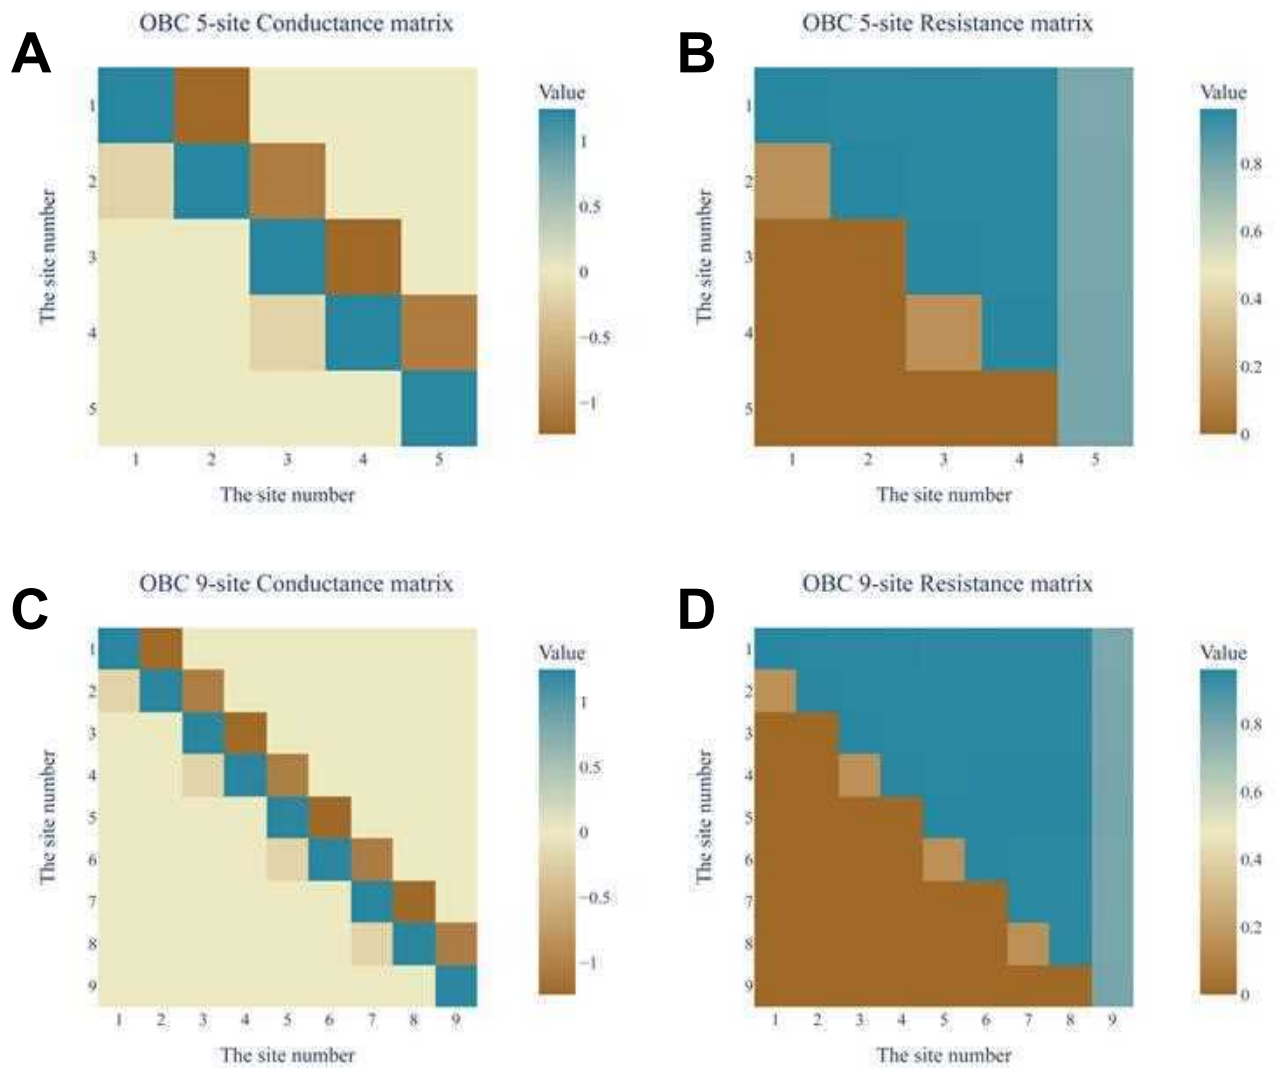 A
OBC 5-site Conductance matrix
The site number
1
2
3
4
5
1 2 3 4 5
The site number
Value
1
0.5
0
−0.5
−1
B
OBC 5-site Resistance matrix
The site number
1
2
3
4
5
1 2 3 4 5
The site number
Value
0.8
0.6
0.4
0.2
0
C
OBC 9-site Conductance matrix
The site number
1
2
3
4
5
6
7
8
9
1 2 3 4 5 6 7 8 9
The site number
Value
1
0.5
0
−0.5
−1
D
OBC 9-site Resistance matrix
The site number
1
2
3
4
5
6
7
8
9
1 2 3 4 5 6 7 8 9
The site number
Value
0.8
0.6
0.4
0.2
0